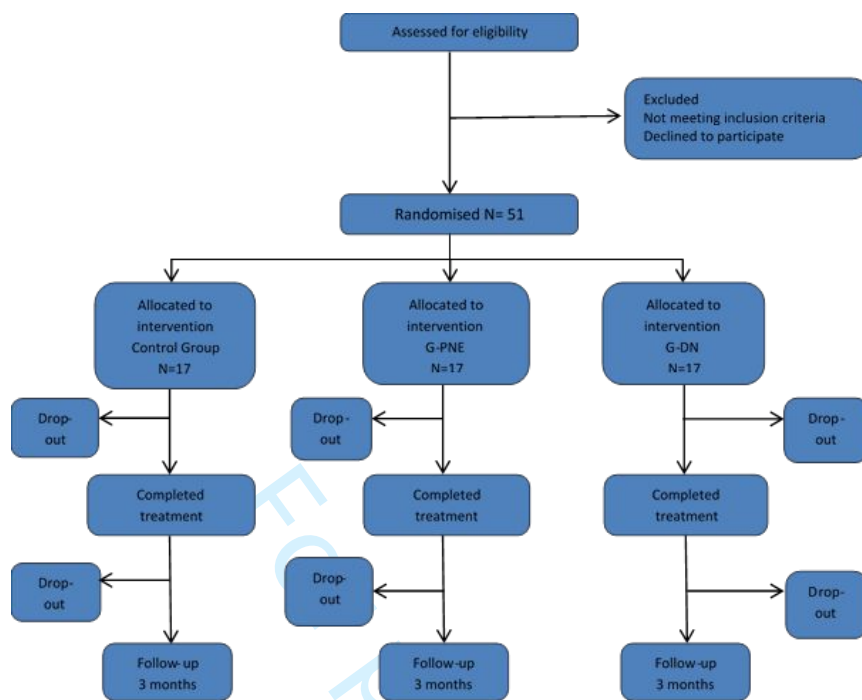 Assessed for eligibility
Excluded
Not meeting inclusion criteria
Declined to participate
Randomised N= 51
Allocated to
intervention
Control Group
N=17
Allocated to
intervention
G-PNE
N=17
Allocated to
intervention
G-DN
N=17
Drop-
out
Drop-
out
Drop-
out
Completed
treatment
Completed
treatment
Completed
treatment
Drop-
out
Drop-
out
Drop-
out
Follow-up
3 months
Follow-up
3 months
Follow-up
3 months